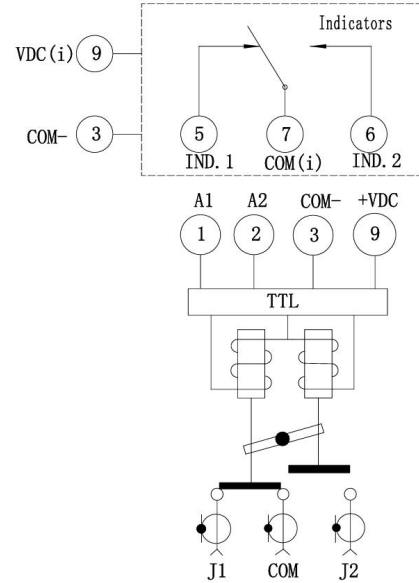 Indicators
VDC(i) 9
COM- 3
5 7 6
IND. 1 COM(i) IND. 2
A1 A2 COM- +VDC
1 2 3 9
TTL
J1 COM J2